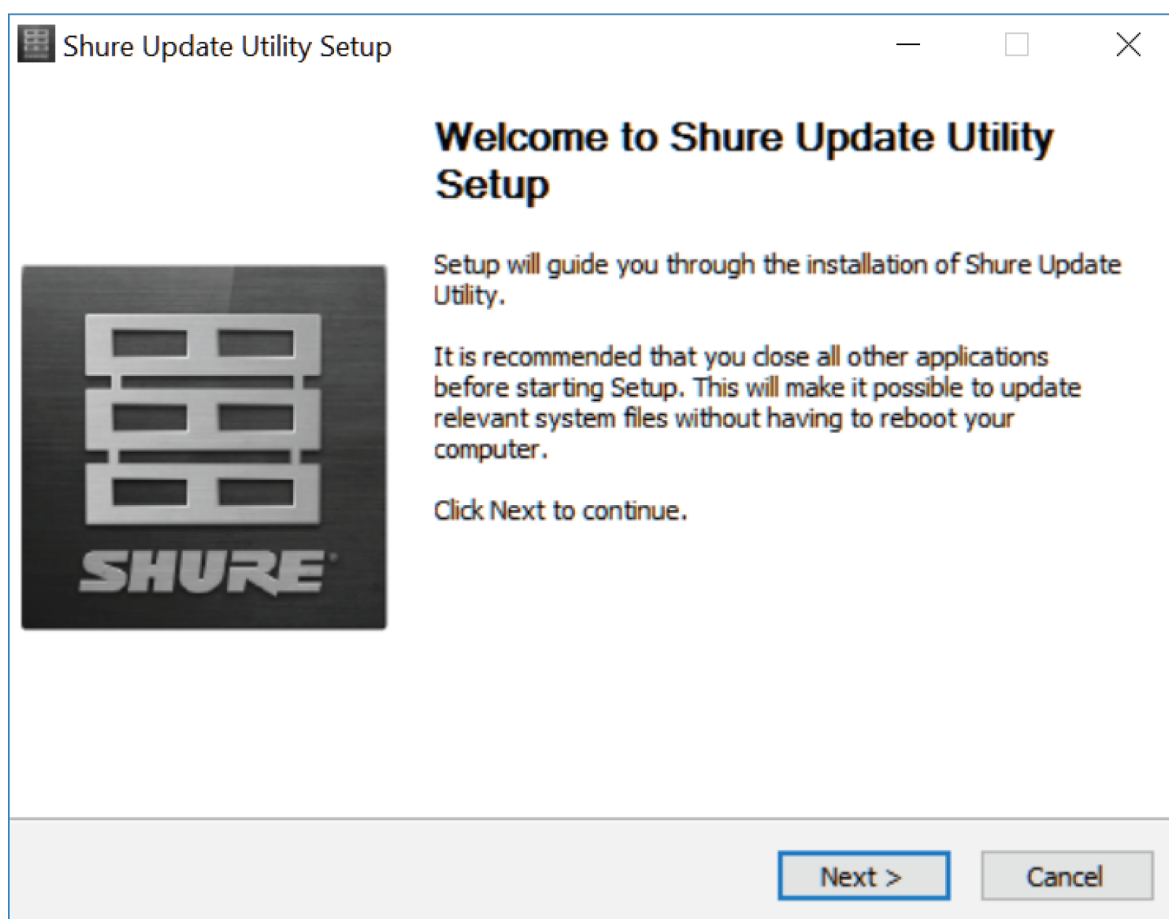 Shure Update Utility Setup
Welcome to Shure Update Utility
Setup
Setup will guide you through the installation of Shure Update
Utility.
It is recommended that you close all other applications
before starting Setup. This will make it possible to update
relevant system files without having to reboot your
computer.
Click Next to continue.
SHURE
Next >
Cancel